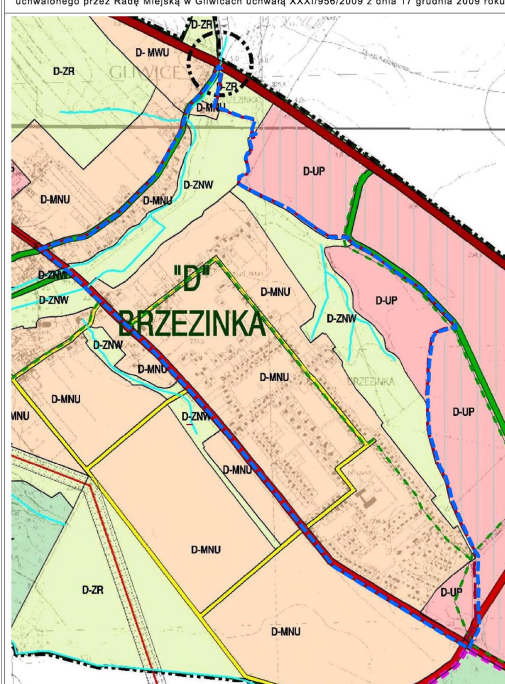 uchwalonego przez Radę Miejską w Gliwicach uchwałą XXXI/956/2009 z dnia 17 grudnia 2009 roku
D-ZR
D- MWU
D-ZR
GLIWICE
D-ZR
D-MNU
D-UP
D-ZNW
D-MNU
D-MNU
D-ZNW
D-ZNW
"D"
BRZEZINKA
D-MNU
D-UP
D-ZNW
D-ZNW
D-MNU
D-MNU
BRZEZINKA
D-MNU
MNU
D-ZNW
D-UP
D-MNU
D-MNU
D-ZR
D-UP
D-MNU